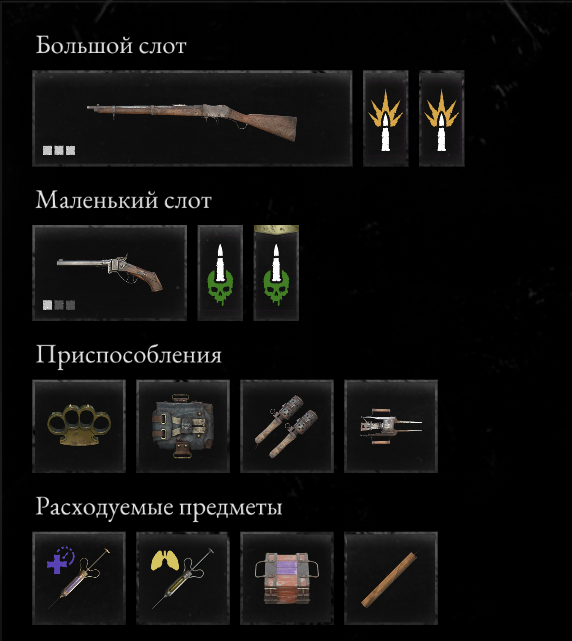 Большой слот
Маленький слот
Приспособления
Расходуемые предметы